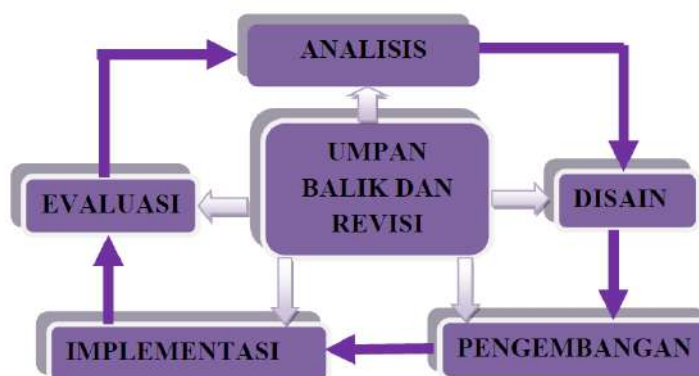 ANALISIS
UMPAN
BALIK DAN
REVISI
EVALUASI
DISAIN
IMPLEMENTASI
PENGEMBANGAN